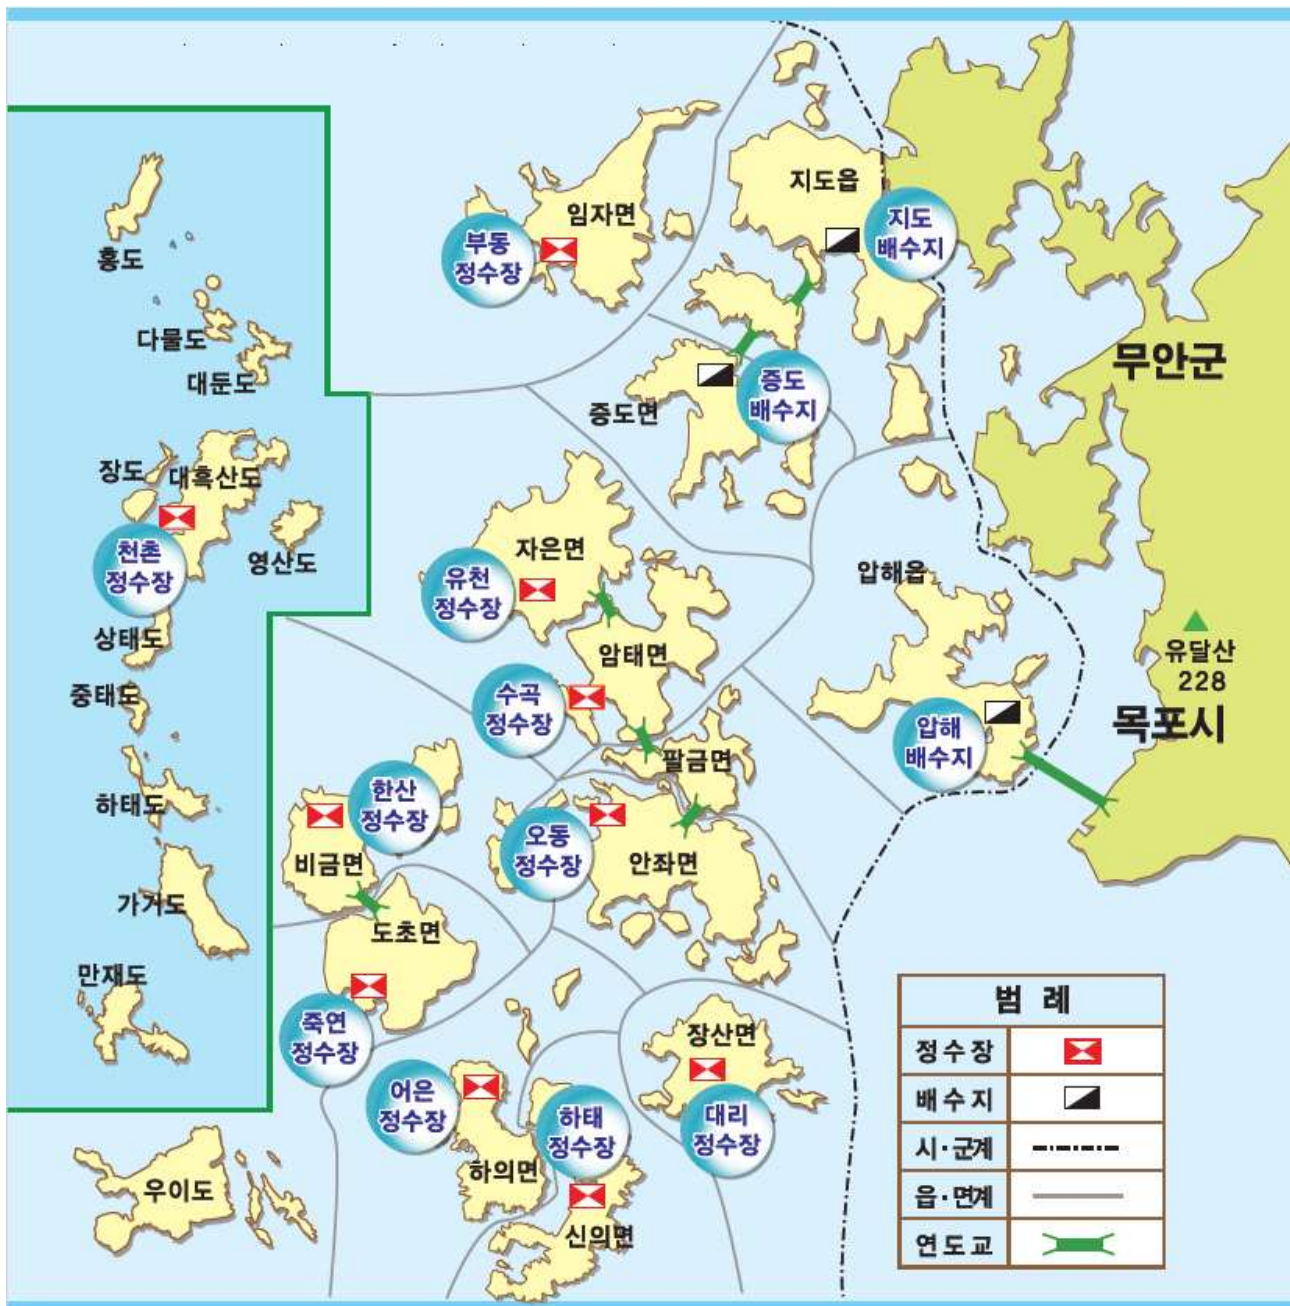 지도읍
임자면
지도
배수지
부동
정수장
홍도
다물도
대둔도
무안군
증도
배수지
증도면
장도
대흑산도
천촌
정수장
영산도
자은면
유천
정수장
압해읍
상태도
암태면
유달산
228
중태도
수곡
정수장
목포시
압해
배수지
팔금면
하태도
한산
정수장
비금면
오동
정수장
안좌면
가거도
도초면
만재도
죽연
정수장
장산면
어은
정수장
하태
정수장
대리
정수장
하의면
우이도
신의면
범 례
정수장
배수지
시·군계
읍·면계
연도교